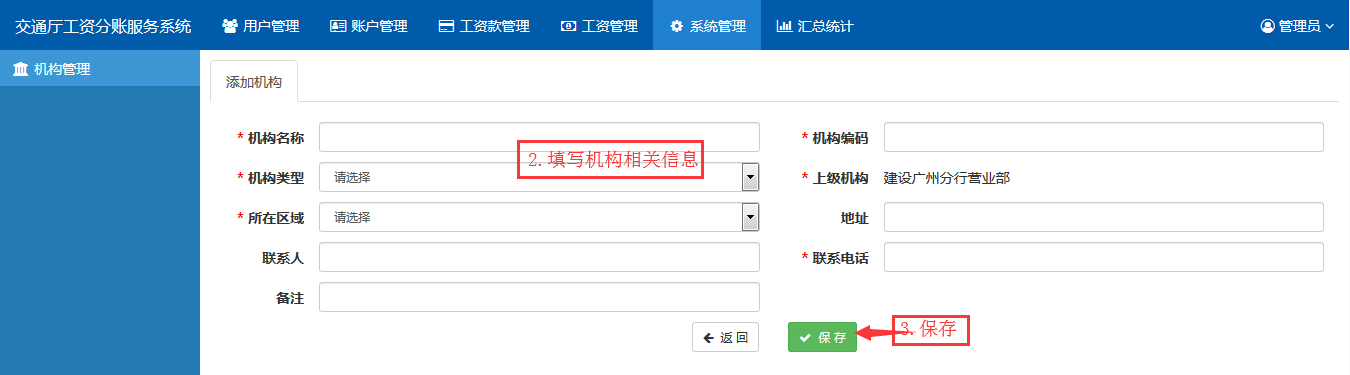 交通厅工资分账服务系统 用户管理 账户管理 工资款管理 工资管理 系统管理 汇总统计 管理员
机构管理
添加机构
* 机构名称 * 机构编码
2.填写机构相关信息
* 机构类型 请选择 * 上级机构 建设广州分行营业部
* 所在区域 请选择 地址
联系人 * 联系电话
备注
返回 保存 3.保存